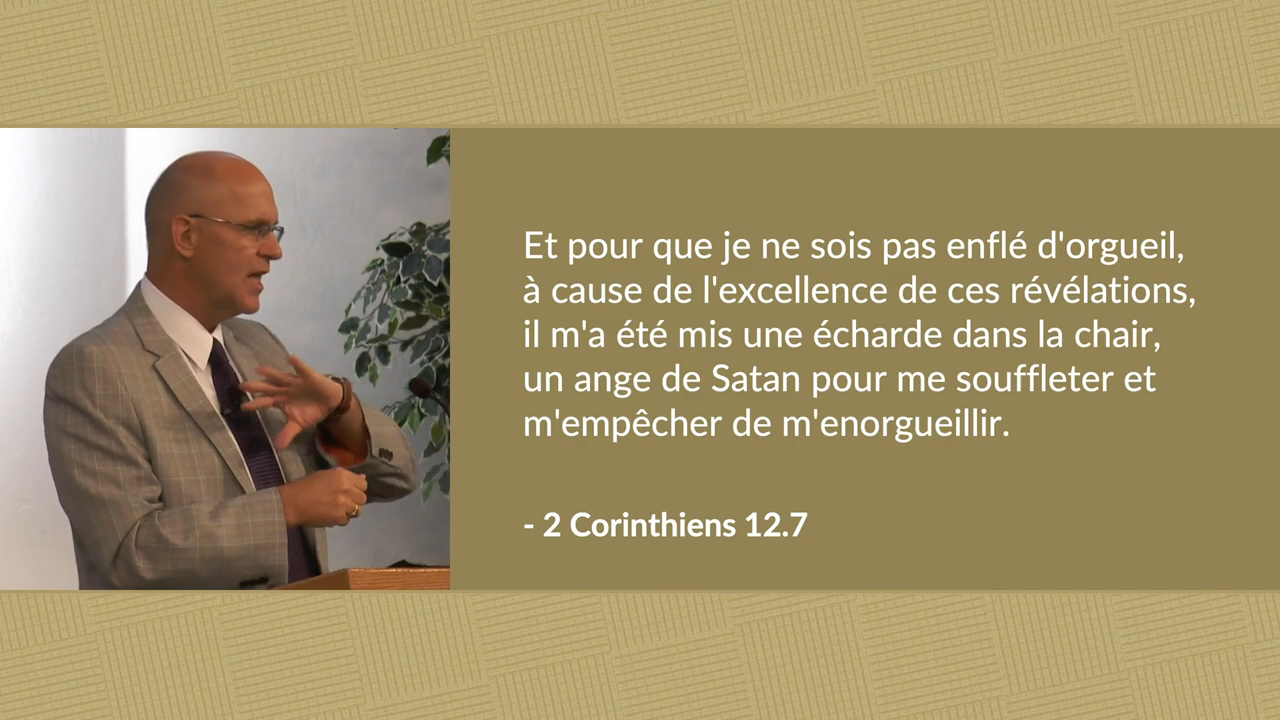 Et pour que je ne sois pas enflé d'orgueil,
à cause de l'excellence de ces révélations,
il m'a été mis une écharde dans la chair,
un ange de Satan pour me souffleter et
m'empêcher de m'enorgueillir.
- 2 Corinthiens 12.7